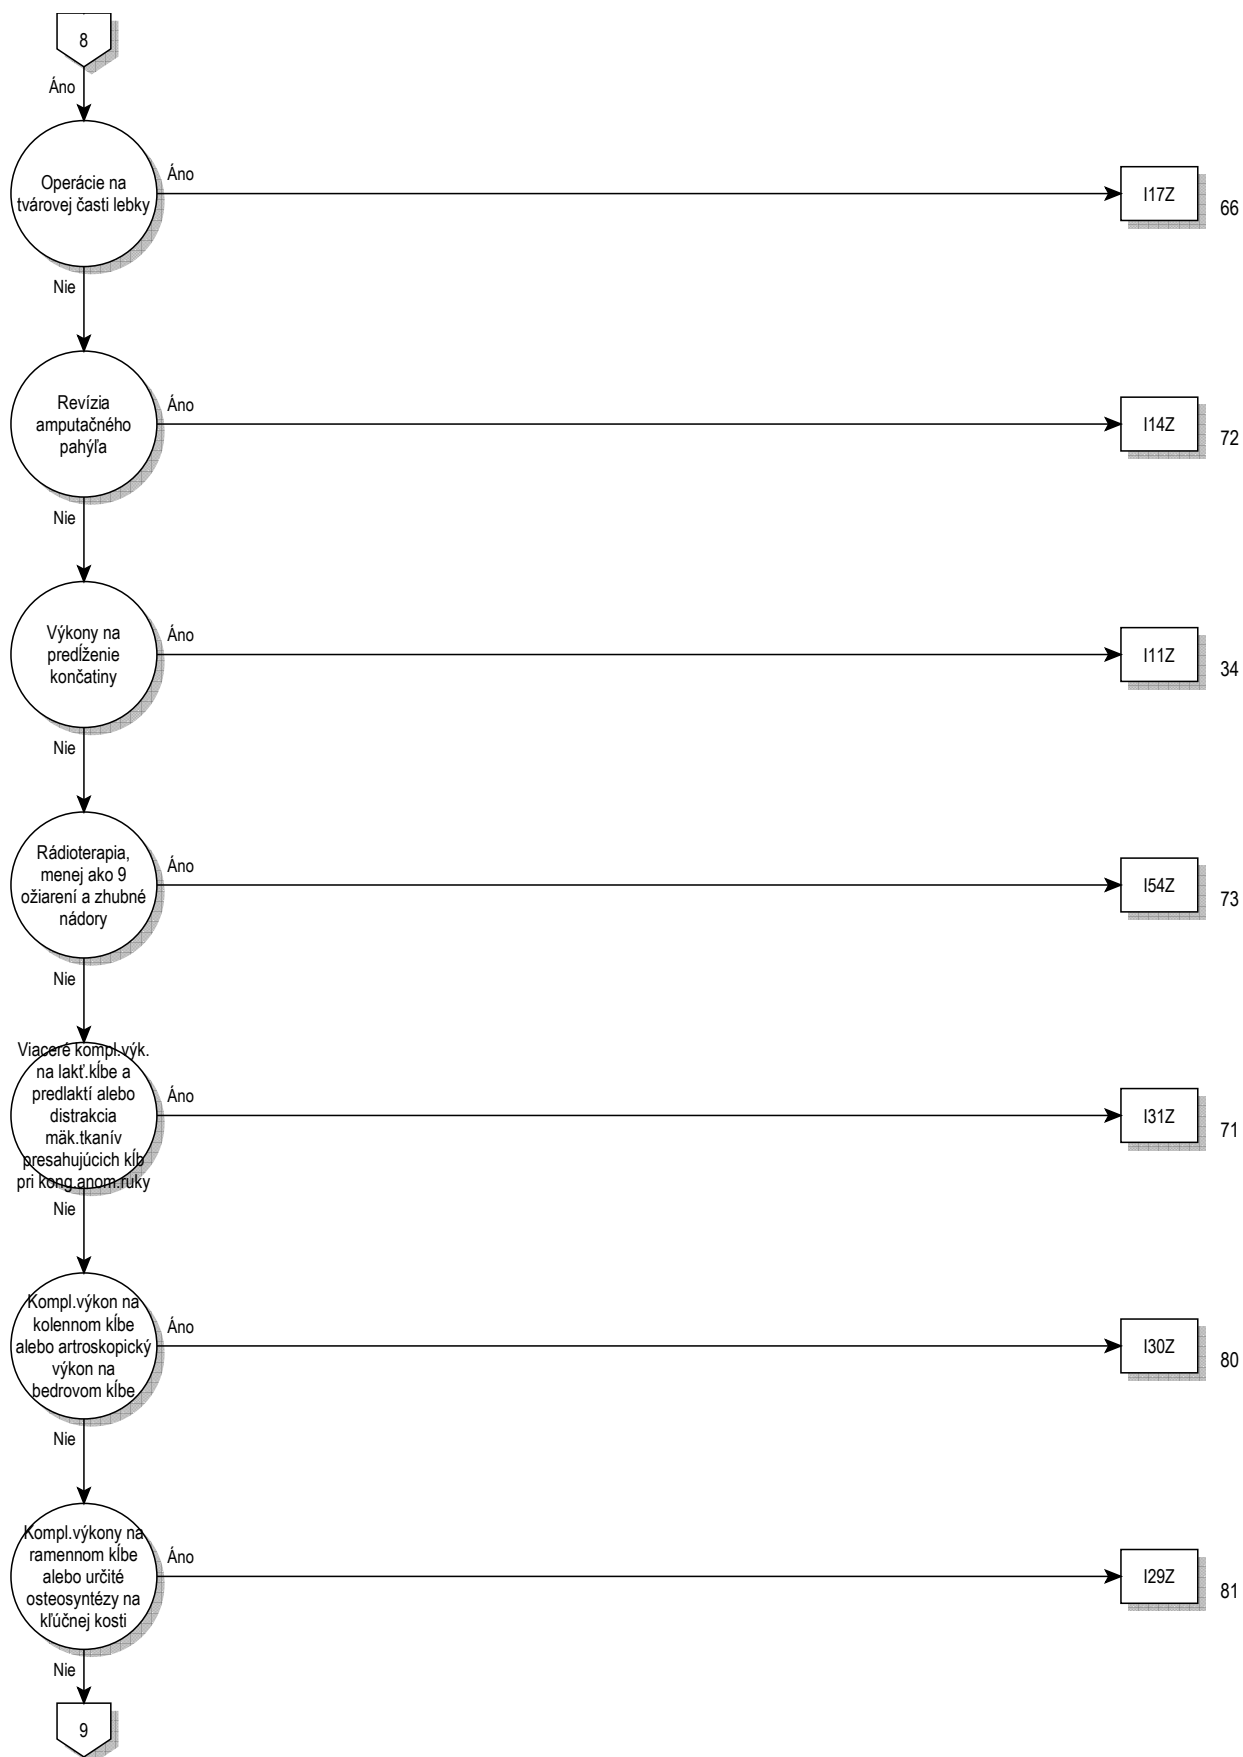 8
Áno
Operácie na
tvárovej časti lebky
Áno
I17Z
66
Nie
Revízia
amputačného
pahýľa
Áno
I14Z
72
Nie
Výkony na
predĺženie
končatiny
Áno
I11Z
34
Nie
Rádioterapia,
menej ako 9
ožiarení a zhubné
nádory
Áno
I54Z
73
Nie
Viaceré kompl.výk.
na lakť.kĺbe a
predlaktí alebo
distrakcia
mäk.tkanív
presahujúcich kĺb
pri kong.anom.ruky
Áno
I31Z
71
Nie
Kompl.výkon na
kolennom kĺbe
alebo artroskopický
výkon na
bedrovom kĺbe
Áno
I30Z
80
Nie
Kompl.výkony na
ramennom kĺbe
alebo určité
osteosyntézy na
kľúčnej kosti
Áno
I29Z
81
Nie
9